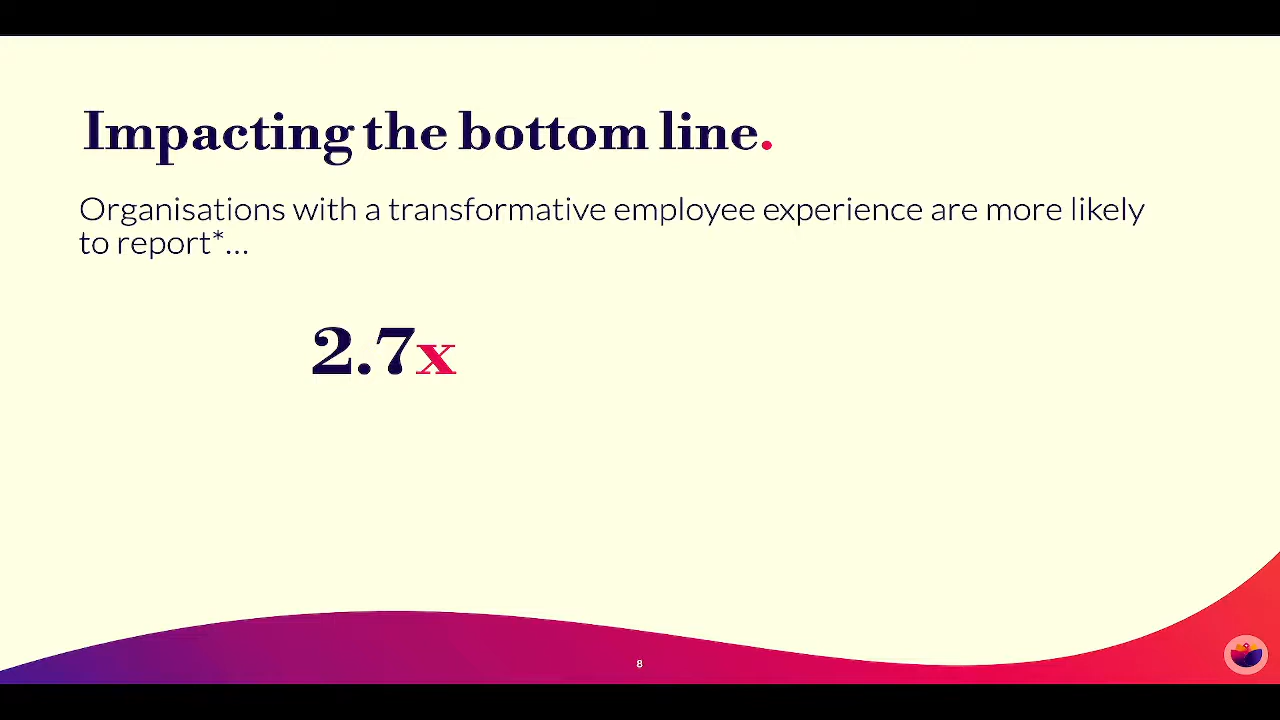 Impacting the bottom line.
Organisations with a transformative employee experience are more likely
to report*...
2.7x
8